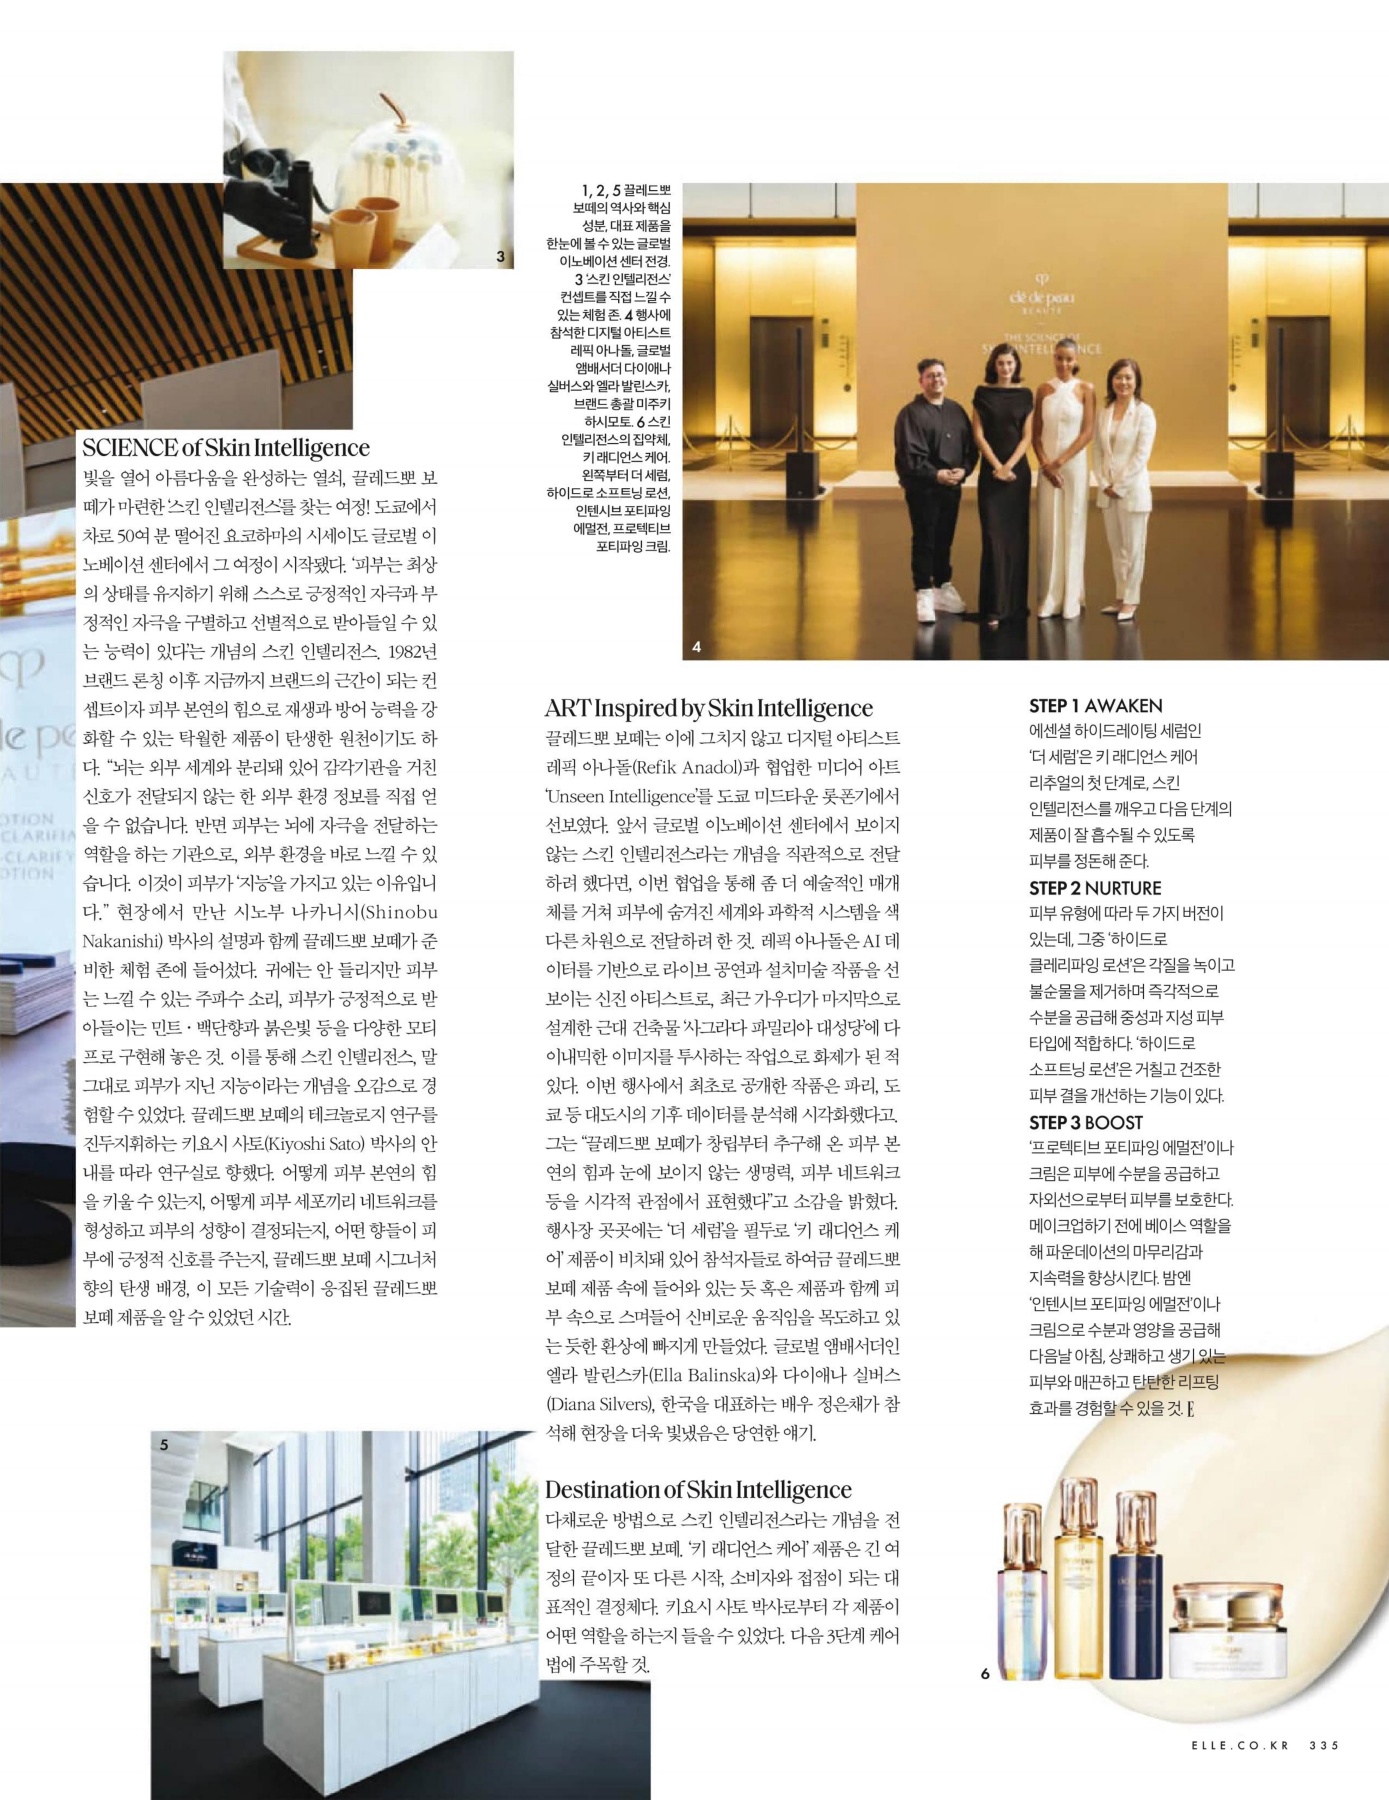 3
1, 2, 5 끌레드뽀
보떼의 역사와 핵심
성분, 대표 제품을
한눈에 볼 수 있는 글로벌
이노베이션 센터 전경.
3 ‘스킨 인텔리전스’
컨셉트를 직접 느낄 수
있는 체험 존. 4 행사에
참석한 디지털 아티스트
레픽 아나돌, 글로벌
앰배서더 다이애나
실버스와 엘라 발린스카,
브랜드 총괄 미주키
하시모토. 6 스킨
인텔리전스의 집약체,
키 래디언스 케어.
왼쪽부터 더 세럼,
하이드로 소프트닝 로션,
인텐시브 포티파잉
에멀전, 프로텍티브
포티파잉 크림.
clé de peau
BEAUTÉ
THE SCIENCE OF
SKIN INTELLIGENCE
4
SCIENCE of Skin Intelligence
빛을 열어 아름다움을 완성하는 열쇠, 끌레드뽀 보
떼가 마련한 ‘스킨 인텔리전스’를 찾는 여정! 도쿄에서
차로 50여 분 떨어진 요코하마의 시세이도 글로벌 이
노베이션 센터에서 그 여정이 시작됐다. ‘피부는 최상
의 상태를 유지하기 위해 스스로 긍정적인 자극과 부
정적인 자극을 구별하고 선별적으로 받아들일 수 있
는 능력이 있다’는 개념의 스킨 인텔리전스. 1982년
브랜드 론칭 이후 지금까지 브랜드의 근간이 되는 컨
셉트이자 피부 본연의 힘으로 재생과 방어 능력을 강
화할 수 있는 탁월한 제품이 탄생한 원천이기도 하
다. “뇌는 외부 세계와 분리돼 있어 감각기관을 거친
신호가 전달되지 않는 한 외부 환경 정보를 직접 얻
을 수 없습니다. 반면 피부는 뇌에 자극을 전달하는
역할을 하는 기관으로, 외부 환경을 바로 느낄 수 있
습니다. 이것이 피부가 ‘지능’을 가지고 있는 이유입니
다.” 현장에서 만난 시노부 나카니시(Shinobu
Nakanishi) 박사의 설명과 함께 끌레드뽀 보떼가 준
비한 체험 존에 들어섰다. 귀에는 안 들리지만 피부
는 느낄 수 있는 주파수 소리, 피부가 긍정적으로 받
아들이는 민트·백단향과 붉은빛 등을 다양한 모티
프로 구현해 놓은 것. 이를 통해 스킨 인텔리전스, 말
그대로 피부가 지닌 지능이라는 개념을 오감으로 경
험할 수 있었다. 끌레드뽀 보떼의 테크놀로지 연구를
진두지휘하는 키요시 사토(Kiyoshi Sato) 박사의 안
내를 따라 연구실로 향했다. 어떻게 피부 본연의 힘
을 키울 수 있는지, 어떻게 피부 세포끼리 네트워크를
형성하고 피부의 성향이 결정되는지, 어떤 향들이 피
부에 긍정적 신호를 주는지, 끌레드뽀 보떼 시그너처
향의 탄생 배경, 이 모든 기술력이 응집된 끌레드뽀
보떼 제품을 알 수 있었던 시간.
5
ART Inspired by Skin Intelligence
끌레드뽀 보떼는 이에 그치지 않고 디지털 아티스트
레픽 아나돌(Refik Anadol)과 협업한 미디어 아트
‘Unseen Intelligence’를 도쿄 미드타운 롯폰기에서
선보였다. 앞서 글로벌 이노베이션 센터에서 보이지
않는 스킨 인텔리전스라는 개념을 직관적으로 전달
하려 했다면, 이번 협업을 통해 좀 더 예술적인 매개
체를 거쳐 피부에 숨겨진 세계와 과학적 시스템을 색
다른 차원으로 전달하려 한 것. 레픽 아나돌은 AI 데
이터를 기반으로 라이브 공연과 설치미술 작품을 선
보이는 신진 아티스트로, 최근 가우디가 마지막으로
설계한 근대 건축물 ‘사그라다 파밀리아 대성당’에 다
이내믹한 이미지를 투사하는 작업으로 화제가 된 적
있다. 이번 행사에서 최초로 공개한 작품은 파리, 도
쿄 등 대도시의 기후 데이터를 분석해 시각화했다고.
그는 “끌레드뽀 보떼가 창립부터 추구해 온 피부 본
연의 힘과 눈에 보이지 않는 생명력, 피부 네트워크
등을 시각적 관점에서 표현했다”고 소감을 밝혔다.
행사장 곳곳에는 ‘더 세럼’을 필두로 ‘키 래디언스 케
어’ 제품이 비치돼 있어 참석자들로 하여금 끌레드뽀
보떼 제품 속에 들어와 있는 듯 혹은 제품과 함께 피
부 속으로 스며들어 신비로운 움직임을 목도하고 있
는 듯한 환상에 빠지게 만들었다. 글로벌 앰배서더인
엘라 발린스카(Ella Balinska)와 다이애나 실버스
(Diana Silvers), 한국을 대표하는 배우 정은채가 참
석해 현장을 더욱 빛냈음은 당연한 얘기.
Destination of Skin Intelligence
다채로운 방법으로 스킨 인텔리전스라는 개념을 전
달한 끌레드뽀 보떼. ‘키 래디언스 케어’ 제품은 긴 여
정의 끝이자 또 다른 시작, 소비자와 접점이 되는 대
표적인 결정체다. 키요시 사토 박사로부터 각 제품이
어떤 역할을 하는지 들을 수 있었다. 다음 3단계 케어
법에 주목할 것.
STEP 1 AWAKEN
에센셜 하이드레이팅 세럼인
‘더 세럼’은 키 래디언스 케어
리추얼의 첫 단계로, 스킨
인텔리전스를 깨우고 다음 단계의
제품이 잘 흡수될 수 있도록
피부를 정돈해 준다.
STEP 2 NURTURE
피부 유형에 따라 두 가지 버전이
있는데, 그중 ‘하이드로
클레리파잉 로션’은 각질을 녹이고
불순물을 제거하며 즉각적으로
수분을 공급해 중성과 지성 피부
타입에 적합하다. ‘하이드로
소프트닝 로션’은 거칠고 건조한
피부 결을 개선하는 기능이 있다.
STEP 3 BOOST
‘프로텍티브 포티파잉 에멀전’이나
크림은 피부에 수분을 공급하고
자외선으로부터 피부를 보호한다.
메이크업하기 전에 베이스 역할을
해 파운데이션의 마무리감과
지속력을 향상시킨다. 밤엔
‘인텐시브 포티파잉 에멀전’이나
크림으로 수분과 영양을 공급해
다음날 아침, 상쾌하고 생기 있는
피부와 매끈하고 탄탄한 리프팅
효과를 경험할 수 있을 것. E
6
ELLE.CO.KR 335